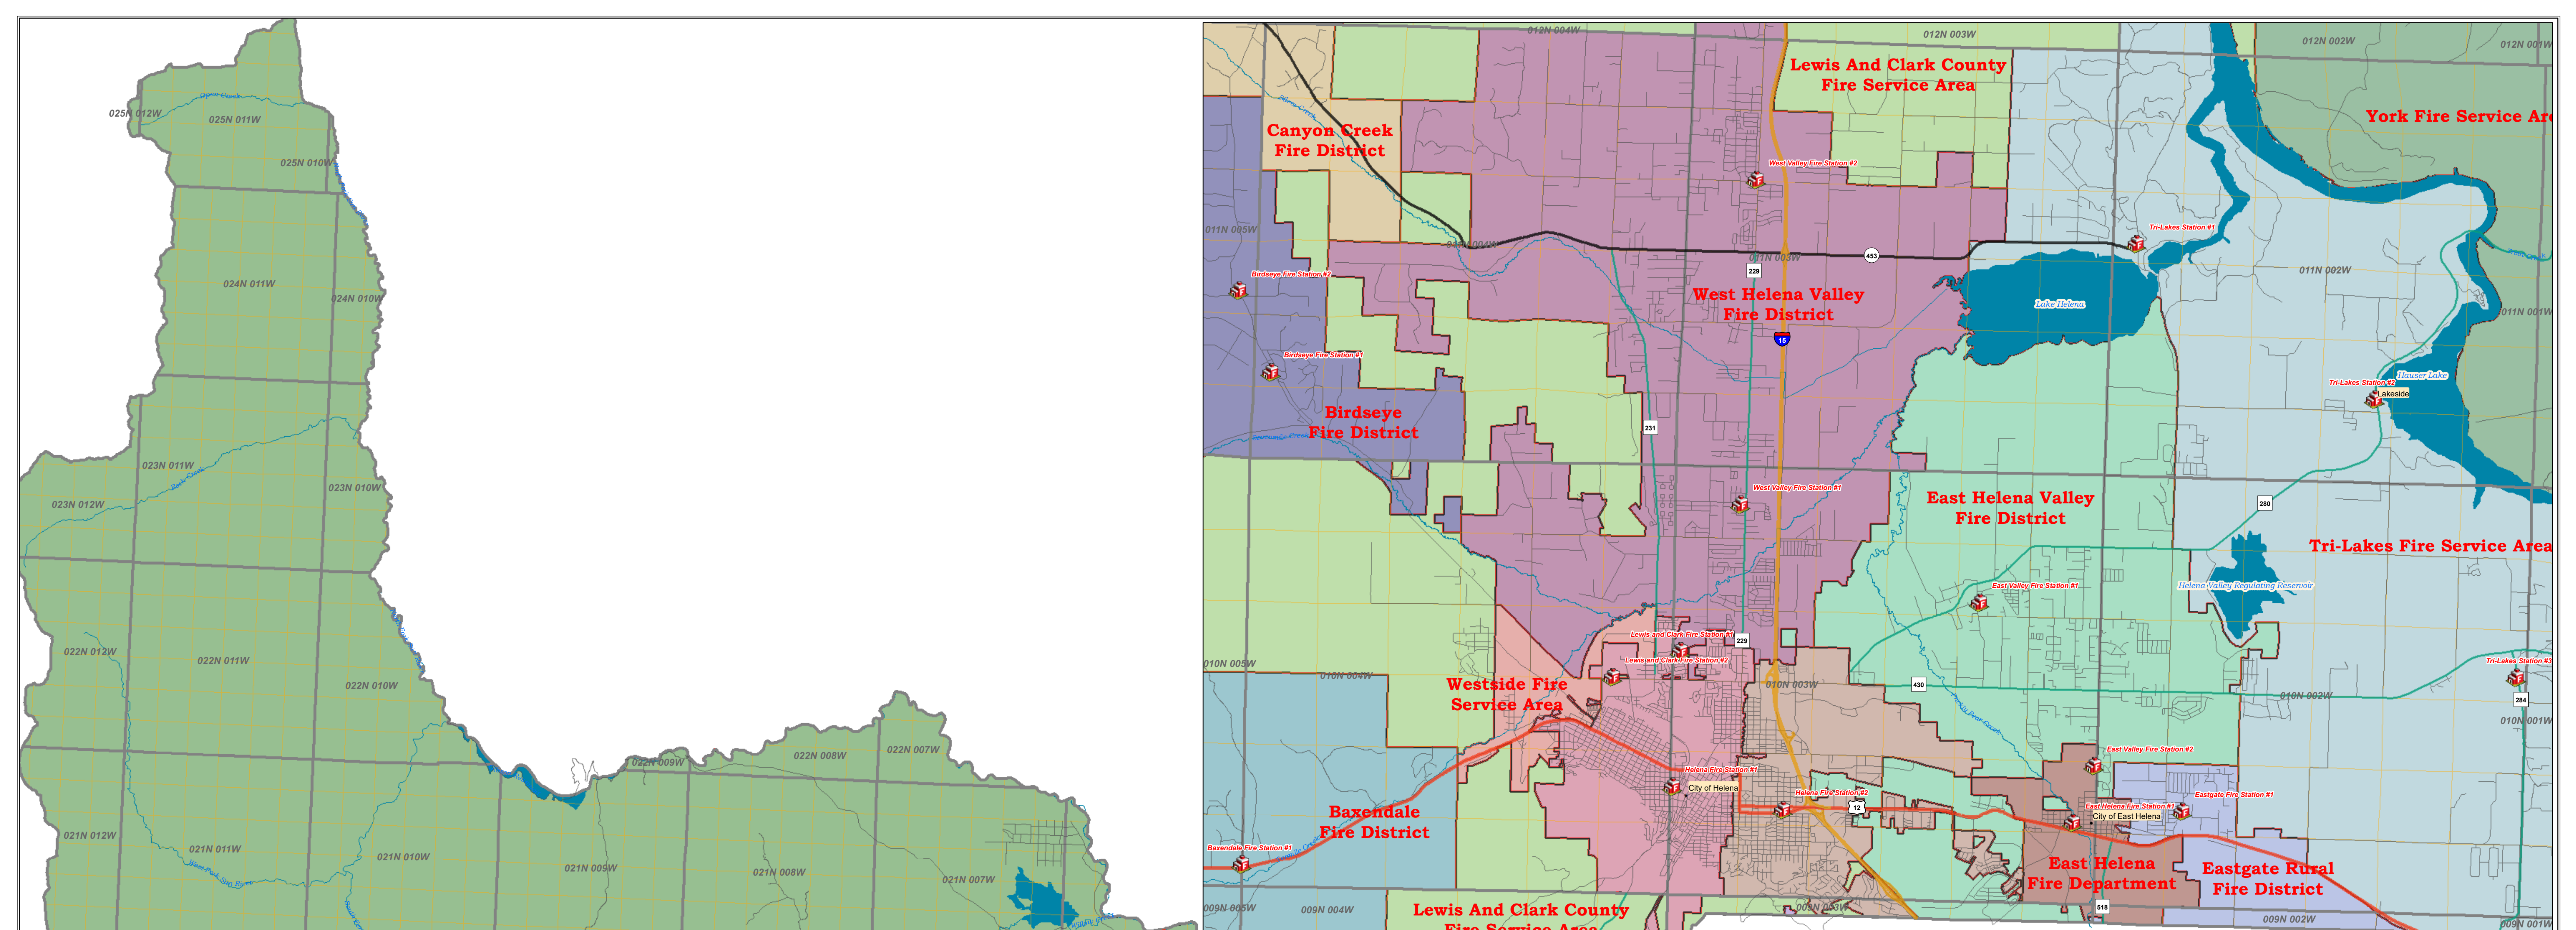 025N 012W
Open Creek
025N 011W
025N 010W
024N 011W
024N 010W
023N 011W
023N 012W
023N 010W
022N 012W
022N 011W
022N 010W
022N 009W
022N 008W
022N 007W
021N 012W
021N 011W
021N 010W
021N 009W
021N 008W
021N 007W
012N 004W
012N 003W
012N 002W
012N 001W
Lewis And Clark County
Fire Service Area
York Fire Service Are
Canyon Creek
Fire District
West Valley Fire Station #2
011N 005W
011N 004W
011N 003W
453
229
Tri-Lakes Station #1
011N 002W
Birdseye Fire Station #2
West Helena Valley
Fire District
Lake Helena
011N 001W
15
Birdseye Fire Station #1
Hauser Lake
Tri-Lakes Station #2
Lakeside
Birdseye
Fire District
231
West Valley Fire Station #1
East Helena Valley
Fire District
280
Tri-Lakes Fire Service Area
East Valley Fire Station #1
Helena Valley Regulating Reservoir
Lewis and Clark Fire Station #1
229
Lewis and Clark Fire Station #2
010N 005W
010N 004W
010N 003W
430
Tri-Lakes Station #3
010N 002W
284
010N 001W
Westside Fire
Service Area
Prickly Pear Creek
East Valley Fire Station #2
Helena Fire Station #1
City of Helena
Helena Fire Station #2
12
Eastgate Fire Station #1
East Helena Fire Station #1
City of East Helena
Baxendale
Fire District
Baxendale Fire Station #1
East Helena
Fire Department
Eastgate Rural
Fire District
009N 005W
009N 004W
Lewis And Clark County
Fire Service Area
009N 003W
518
009N 002W
009N 001W